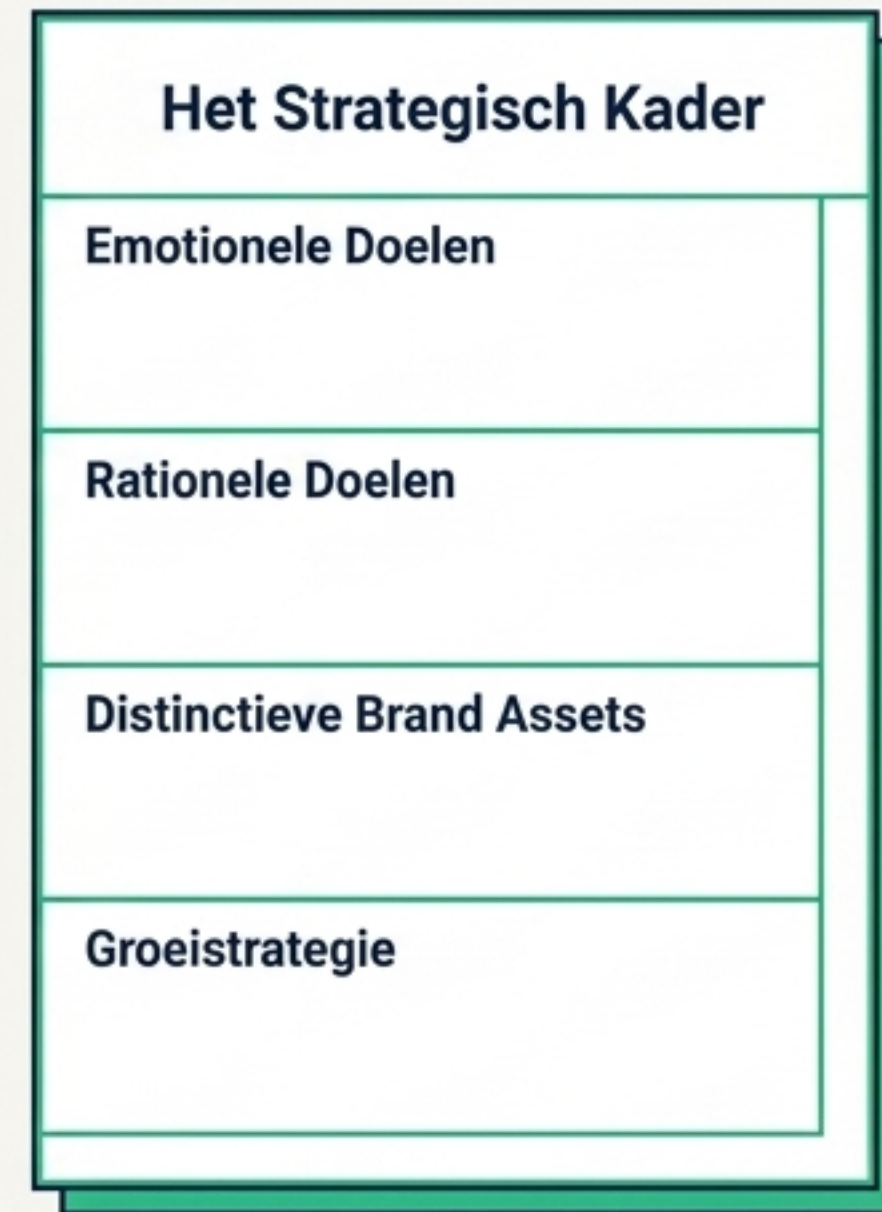 Het Strategisch Kader
Emotionele Doelen
Rationele Doelen
Distinctieve Brand Assets
Groeistrategie